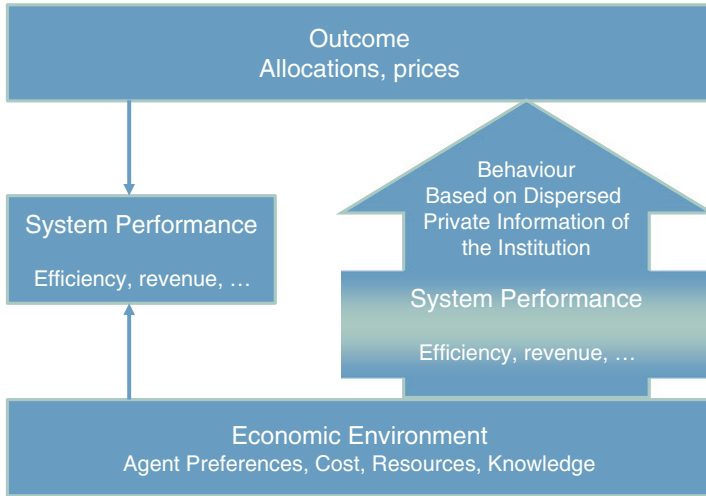 Outcome
Allocations, prices
System Performance
Efficiency, revenue, …
Behaviour
Based on Dispersed
Private Information of
the Institution
System Performance
Efficiency, revenue, …
Economic Environment
Agent Preferences, Cost, Resources, Knowledge